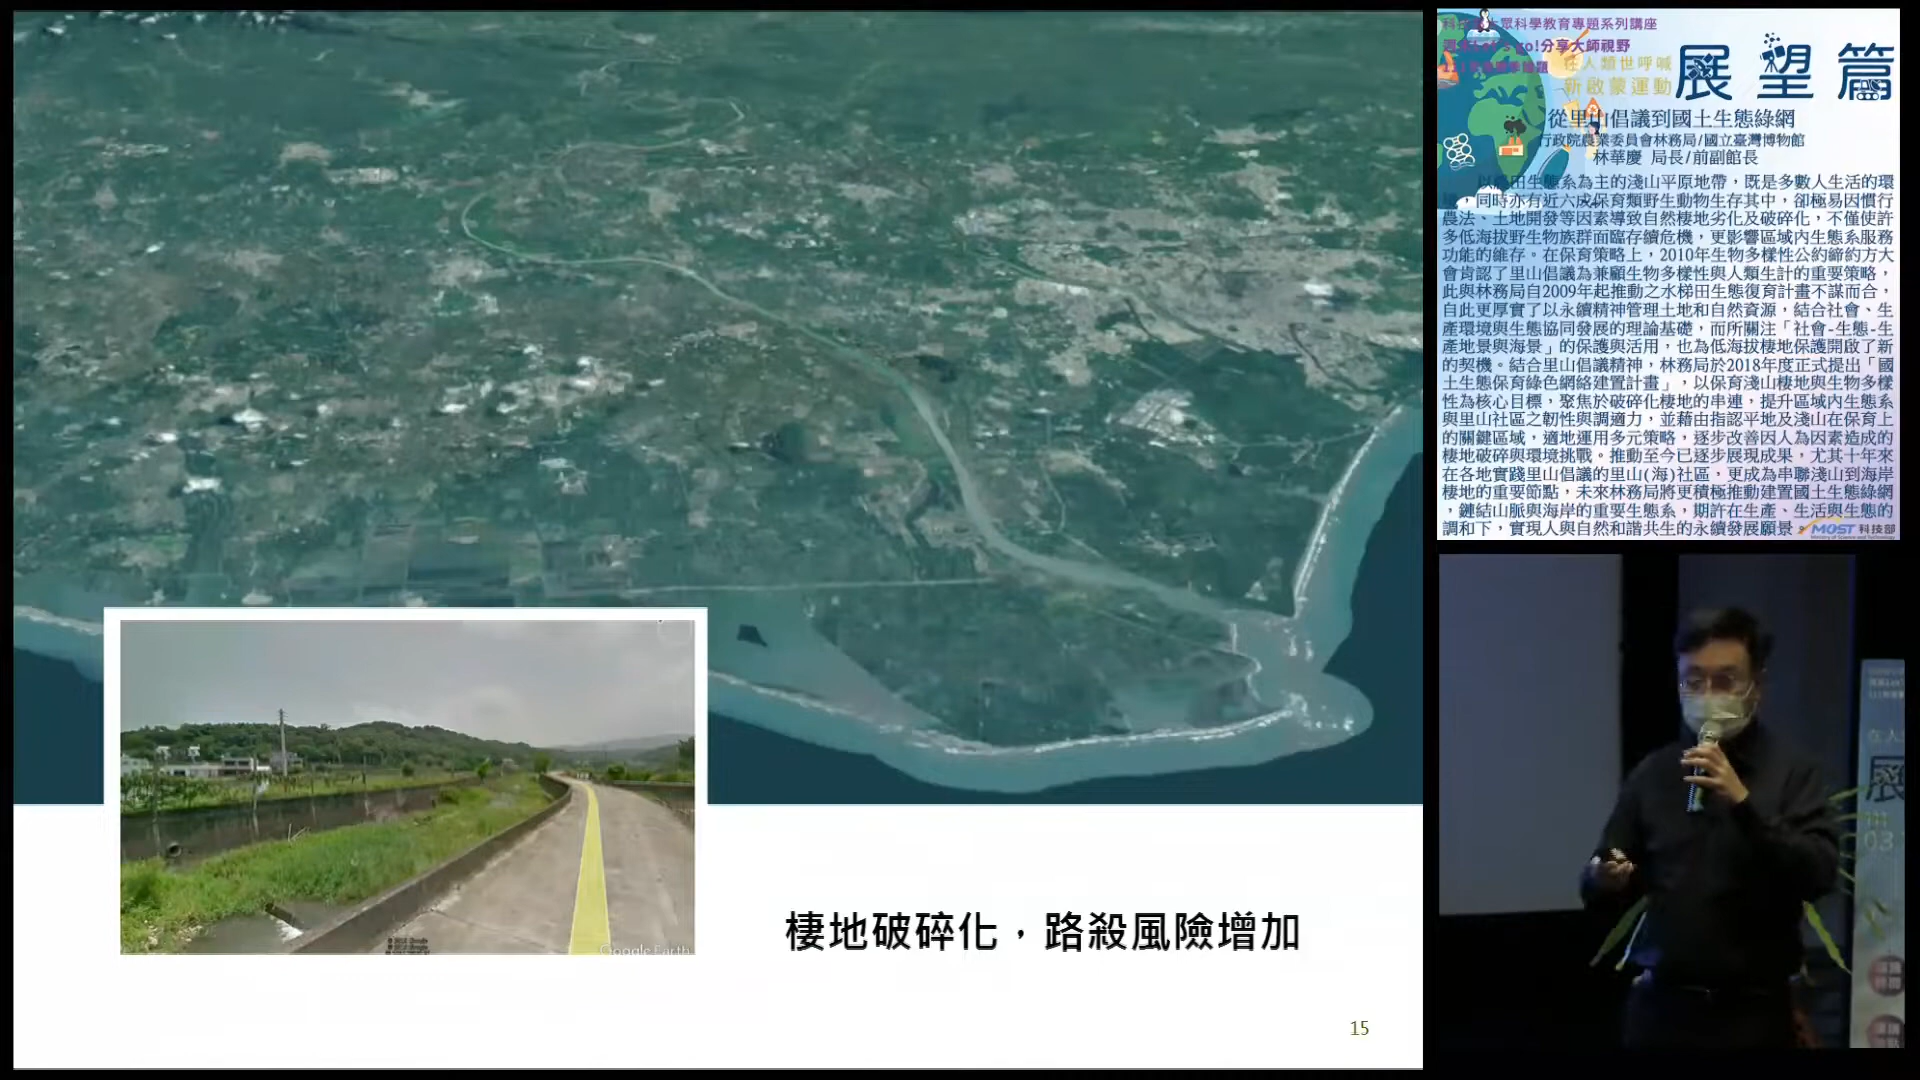 棲地破碎化，路殺風險增加
15
Google Earth
分享大師視野
在人類世呼喊
新啟蒙運動
展望篇
從里山倡議到國土生態綠網
行政院農業委員會林務局/國立臺灣博物館
林華慶 局長/前副館長
田生態系為主的淺山平原地帶，既是多數人生活的環
，同時亦有近六成保育類野生動物生存其中，卻極易因慣行
農法、土地開發等因素導致自然棲地劣化及破碎化，不僅使許
多低海拔野生物族群面臨存續危機，更影響區域內生態系服務
功能的維存。在保育策略上，2010年生物多樣性公約締約方大
會肯認了里山倡議為兼顧生物多樣性與人類生計的重要策略，
此與林務局自2009年起推動之水梯田生態復育計畫不謀而合，
自此更厚實了以永續精神管理土地和自然資源，結合社會、生
產環境與生態協同發展的理論基礎，而所關注「社會-生態-生
產地景與海景」的保護與活用，也為低海拔棲地保護開啟了新
的契機。結合里山倡議精神，林務局於2018年度正式提出「國
土生態保育綠色網絡建置計畫」，以保育淺山棲地與生物多樣
性為核心目標，聚焦於破碎化棲地的串連，提升區域內生態系
與里山社區之韌性與調適力，並藉由指認平地及淺山在保育上
的關鍵區域，適地運用多元策略，逐步改善因人為因素造成的
棲地破碎與環境挑戰。推動至今已逐步展現成果，尤其十年來
在各地實踐里山倡議的里山(海)社區，更成為串聯淺山到海岸
棲地的重要節點，未來林務局將更積極推動建置國土生態綠網
，鏈結山脈與海岸的重要生態系，期許在生產、生活與生態的
調和下，實現人與自然和諧共生的永續發展願景。
MOST 科技部
展
03